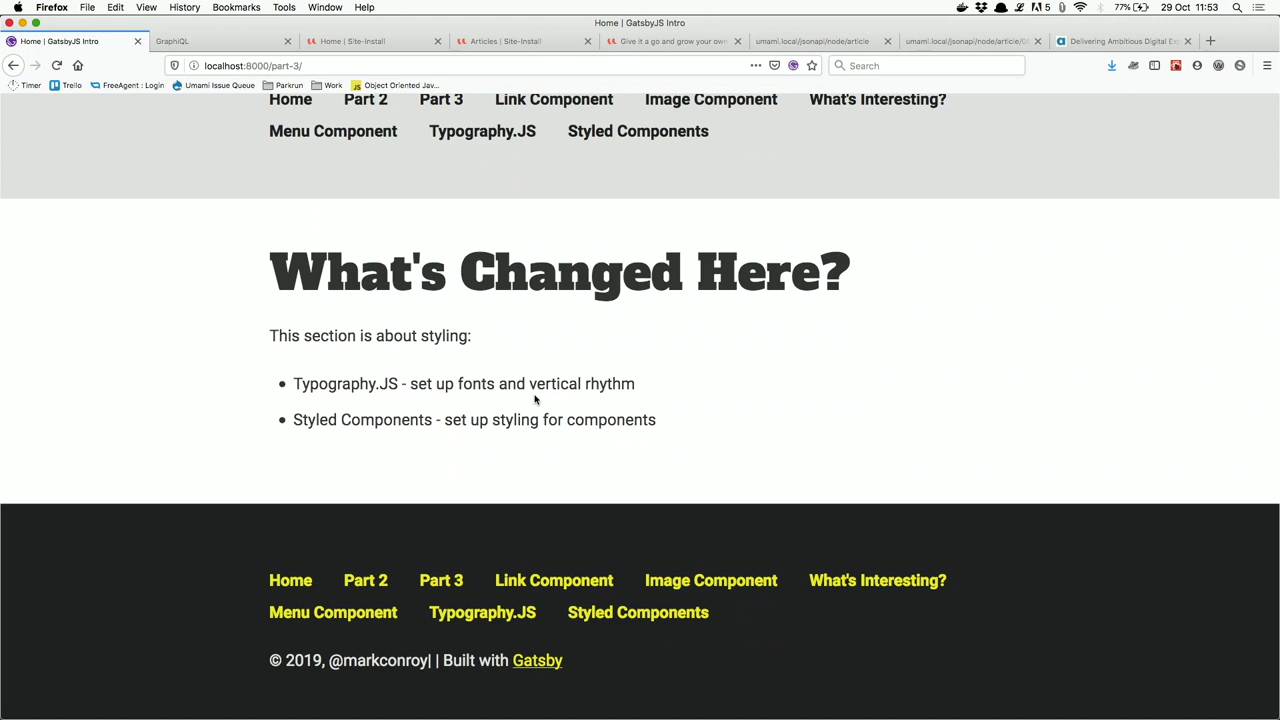 Firefox File Edit View History Bookmarks Tools Window Help 5 77% 29 Oct 11:53
Home | GatsbyJS Intro
Home | GatsbyJS Intro GraphiQL Home | Site-Install Articles | Site-Install Give it a go and grow your own umami.local/jsonapi/node/article umami.local/jsonapi/node/article/ Delivering Ambitious Digital Ex
localhost:8000/part-3/ Search
Timer Trello FreeAgent : Login Umami Issue Queue Parkrun Work Object Oriented Jav...
Home Part 2 Part 3 Link Component Image Component What's Interesting?
Menu Component Typography.JS Styled Components
What's Changed Here?
This section is about styling:
• Typography.JS - set up fonts and vertical rhythm
• Styled Components - set up styling for components
Home Part 2 Part 3 Link Component Image Component What's Interesting?
Menu Component Typography.JS Styled Components
© 2019, @markconroy| | Built with Gatsby